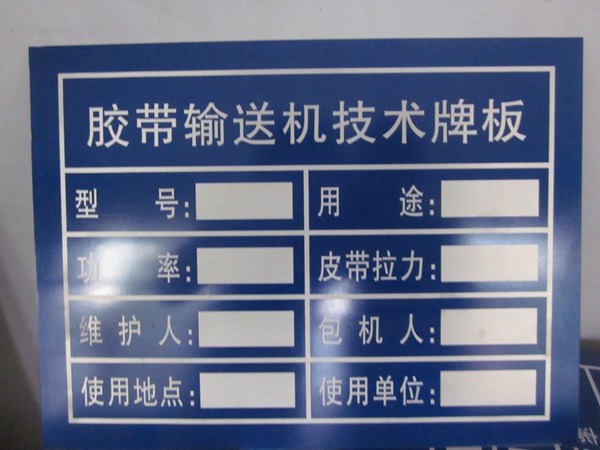 胶带输送机技术牌板
型 号: 用 途:
功 率: 皮带拉力:
维护人: 包机人:
使用地点: 使用单位: